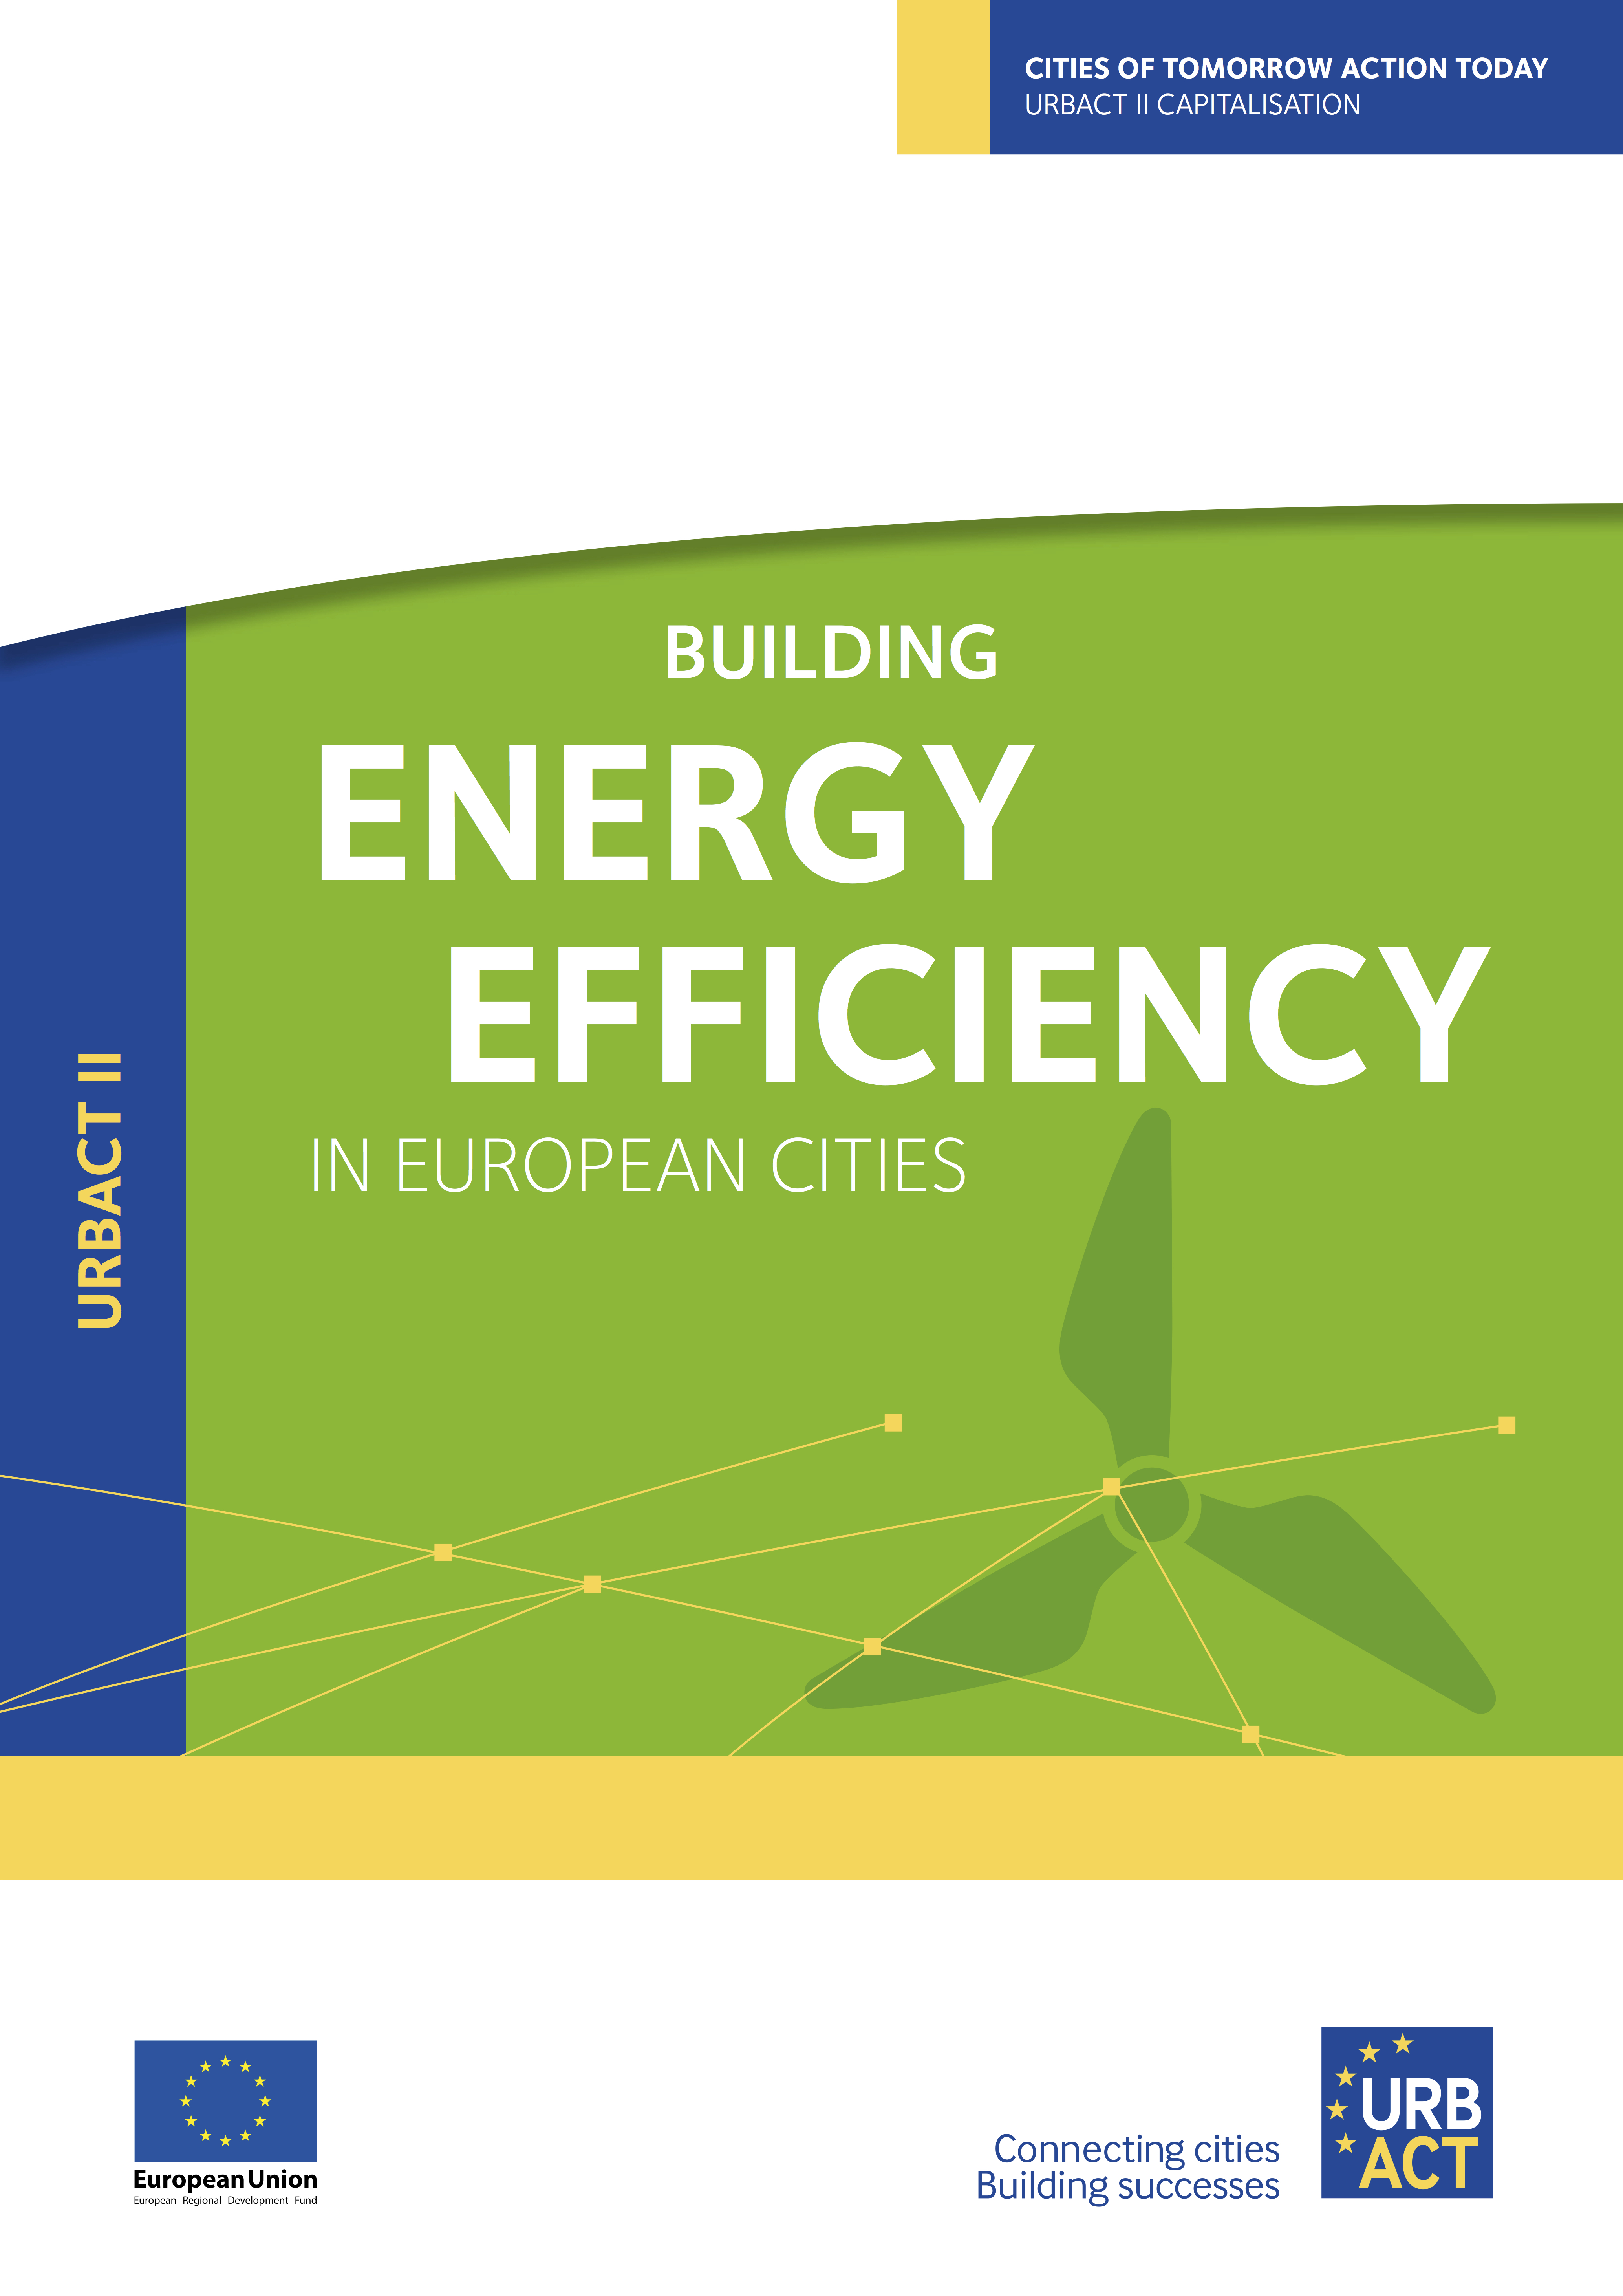 CITIES OF TOMORROW ACTION TODAY
URBACT II CAPITALISATION
BUILDING
ENERGY
EFFICIENCY
IN EUROPEAN CITIES
URBACT II
European Union
European Regional Development Fund
Connecting cities
Building successes
URB
ACT